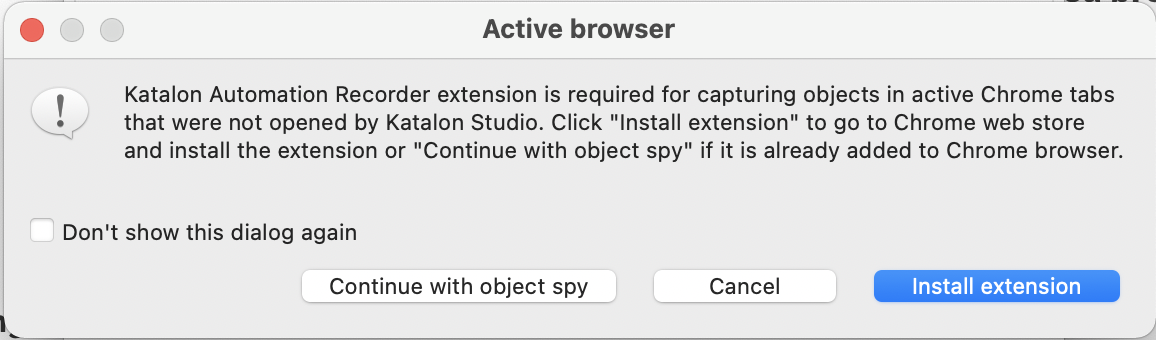 Active browser
Katalon Automation Recorder extension is required for capturing objects in active Chrome tabs
that were not opened by Katalon Studio. Click "Install extension" to go to Chrome web store
and install the extension or "Continue with object spy" if it is already added to Chrome browser.
Don't show this dialog again
Continue with object spy
Cancel
Install extension